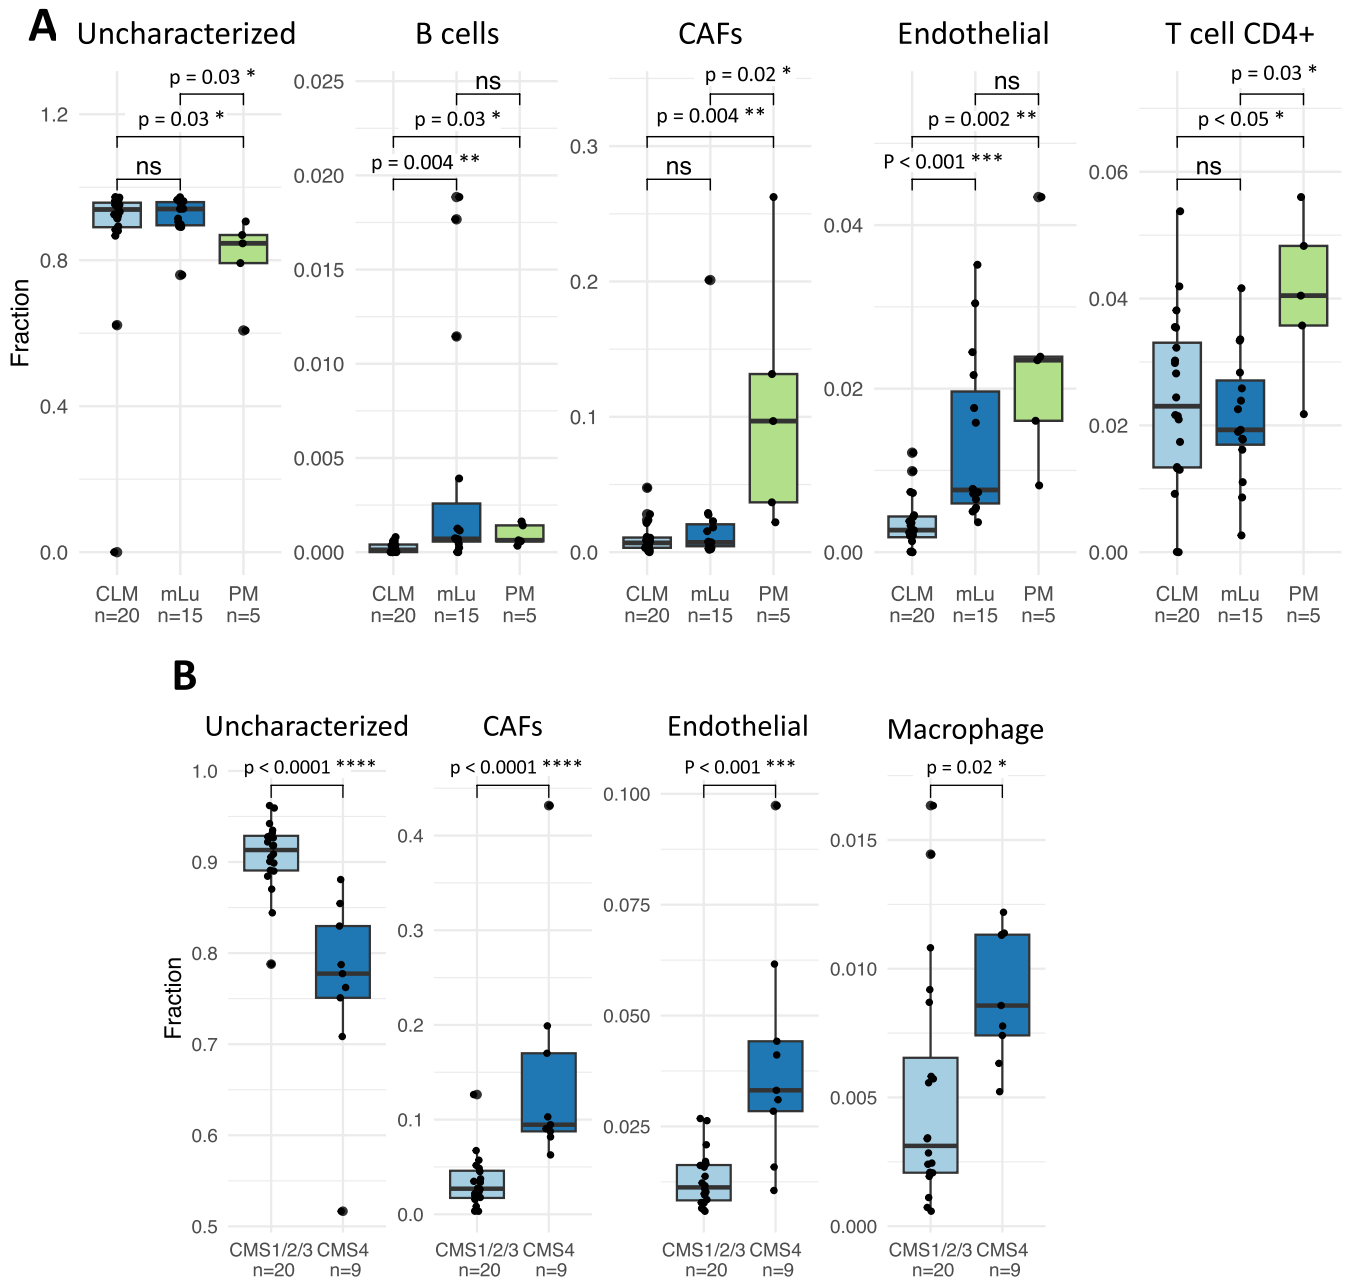 A
Uncharacterized
B cells
CAFs
Endothelial
T cell CD4+
p = 0.03 *
p = 0.03 *
ns
1.2
0.8
0.4
0.0
Fraction
CLM mLu PM
n=20 n=15 n=5
ns
p = 0.03 *
p = 0.004 **
0.025
0.020
0.015
0.010
0.005
0.000
CLM mLu PM
n=20 n=15 n=5
p = 0.02 *
p = 0.004 **
ns
0.3
0.2
0.1
0.0
CLM mLu PM
n=20 n=15 n=5
ns
p = 0.002 **
P < 0.001 ***
0.04
0.02
0.00
CLM mLu PM
n=20 n=15 n=5
p = 0.03 *
p < 0.05 *
ns
0.06
0.04
0.02
0.00
CLM mLu PM
n=20 n=15 n=5
B
Uncharacterized
CAFs
Endothelial
Macrophage
p < 0.0001 ****
1.0
0.9
0.8
0.7
0.6
0.5
Fraction
CMS1/2/3 CMS4
n=20 n=9
p < 0.0001 ****
0.4
0.3
0.2
0.1
0.0
CMS1/2/3 CMS4
n=20 n=9
P < 0.001 ***
0.100
0.075
0.050
0.025
CMS1/2/3 CMS4
n=20 n=9
p = 0.02 *
0.015
0.010
0.005
0.000
CMS1/2/3 CMS4
n=20 n=9